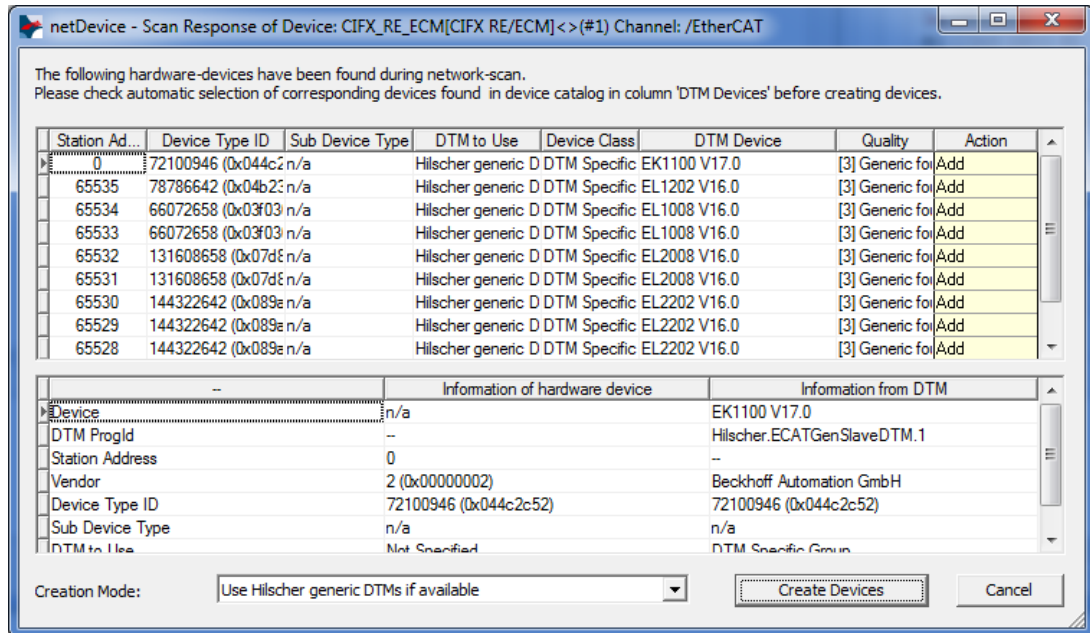 netDevice - Scan Response of Device: CIFX_RE_ECM[CIFX RE/ECM]<>(#1) Channel: /EtherCAT
The following hardware-devices have been found during network-scan.
Please check automatic selection of corresponding devices found in device catalog in column 'DTM Devices' before creating devices.
Station Ad... Device Type ID Sub Device Type DTM to Use Device Class DTM Device Quality Action
0 72100946 (0x044c2 n/a Hilscher generic D DTM Specific EK1100 V17.0 [3] Generic fo Add
65535 78786642 (0x04b23 n/a Hilscher generic D DTM Specific EL1202 V16.0 [3] Generic fo Add
65534 66072658 (0x03f03 n/a Hilscher generic D DTM Specific EL1008 V16.0 [3] Generic fo Add
65533 66072658 (0x03f03 n/a Hilscher generic D DTM Specific EL1008 V16.0 [3] Generic fo Add
65532 131608658 (0x07d8 n/a Hilscher generic D DTM Specific EL2008 V16.0 [3] Generic fo Add
65531 131608658 (0x07d8 n/a Hilscher generic D DTM Specific EL2008 V16.0 [3] Generic fo Add
65530 144322642 (0x089a n/a Hilscher generic D DTM Specific EL2202 V16.0 [3] Generic fo Add
65529 144322642 (0x089a n/a Hilscher generic D DTM Specific EL2202 V16.0 [3] Generic fo Add
65528 144322642 (0x089a n/a Hilscher generic D DTM Specific EL2202 V16.0 [3] Generic fo Add
-- Information of hardware device Information from DTM
Device n/a EK1100 V17.0
DTM ProgId -- Hilscher.ECATGenSlaveDTM.1
Station Address 0 --
Vendor 2 (0x00000002) Beckhoff Automation GmbH
Device Type ID 72100946 (0x044c2c52) 72100946 (0x044c2c52)
Sub Device Type n/a n/a
DTM to Use Not Specified DTM Specific Group
Creation Mode: Use Hilscher generic DTMs if available Create Devices Cancel